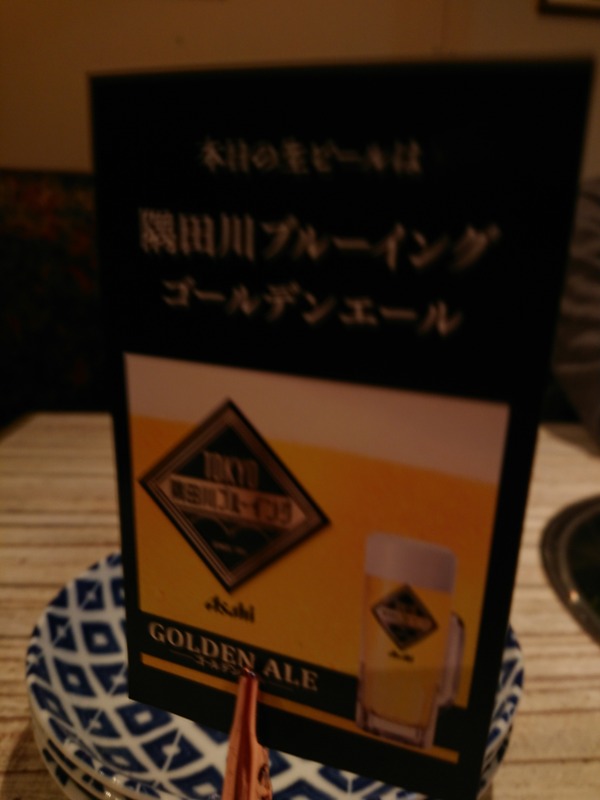 本日の生ビールは
隅田川ブルーイング
ゴールデンエール
TOKYO
隅田川ブルーイング
Asahi
GOLDEN ALE